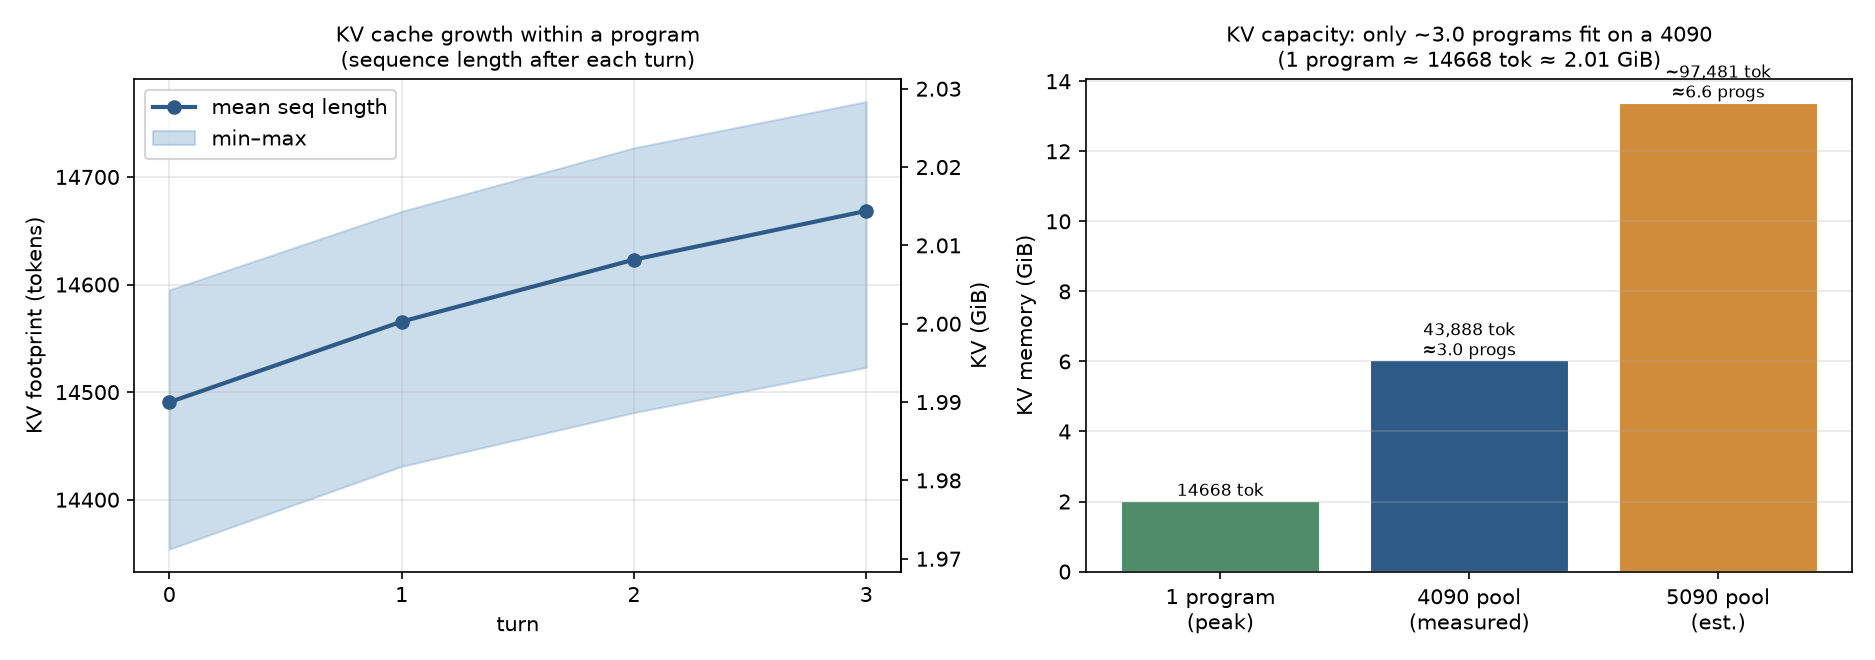 KV cache growth within a program
(sequence length after each turn)
mean seq length
min–max
KV footprint (tokens)
14700
14600
14500
14400
2.03
2.02
2.01
2.00
1.99
1.98
1.97
KV (GiB)
0 1 2 3
turn
KV capacity: only ~3.0 programs fit on a 4090
(1 program ≈ 14668 tok ≈ 2.01 GiB)
KV memory (GiB)
14
12
10
8
6
4
2
0
14668 tok
43,888 tok
≈3.0 progs
~97,481 tok
≈6.6 progs
1 program
(peak)
4090 pool
(measured)
5090 pool
(est.)